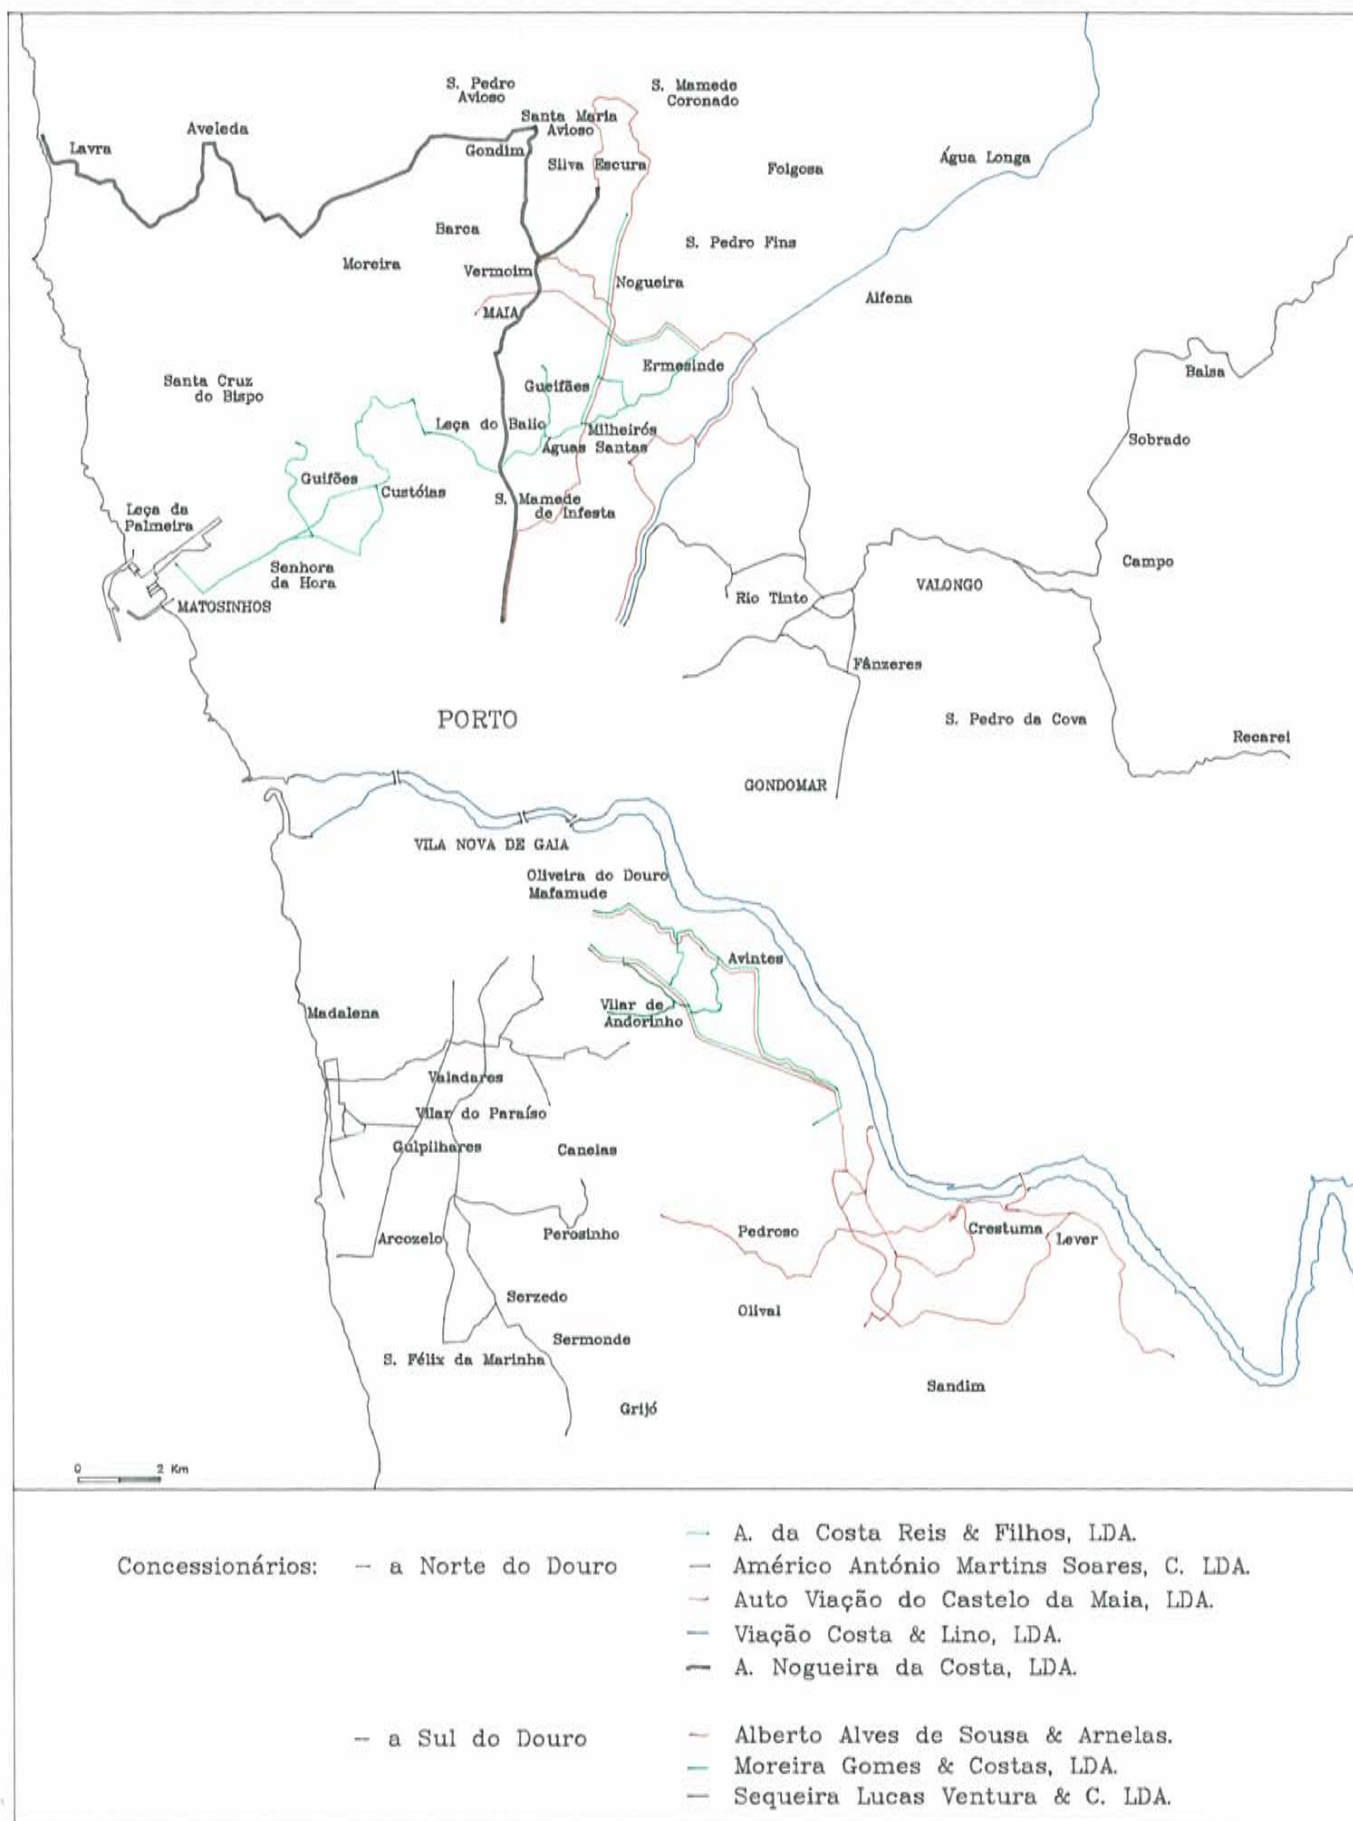 S. Pedro
Avioso
S. Mamede
Coronado
Santa Maria
Avioso
Aveleda
Lavra
Gondim
Silva Escura
Folgosa
Água Longa
Barca
S. Pedro Fins
Moreira
Vermoim
Nogueira
Alfena
MAIA
Ermesinde
Balsa
Santa Cruz
do Bispo
Gueifães
Leça do Balio
Milheirós
Águas Santas
Sobrado
Guifões
Custóias
S. Mamede
de Infesta
Leça da
Palmeira
Campo
Senhora
da Hora
VALONGO
Rio Tinto
MATOSINHOS
Fânzeres
PORTO
S. Pedro da Cova
Recarei
GONDOMAR
VILA NOVA DE GAIA
Oliveira do Douro
Mafamude
Avintes
Vilar de
Andorinho
Madalena
Valadares
Vilar do Paraíso
Gulpilhares
Canelas
Pedroso
Crestuma
Perosinho
Arcozelo
Lever
Serzedo
Olival
Sermonde
S. Félix da Marinha
Sandim
Grijó
0 2 Km
— A. da Costa Reis & Filhos, LDA.
Concessionários: - a Norte do Douro — Américo António Martins Soares, C. LDA.
— Auto Viação do Castelo da Maia, LDA.
— Viação Costa & Lino, LDA.
— A. Nogueira da Costa, LDA.
- a Sul do Douro — Alberto Alves de Sousa & Arnelas.
— Moreira Gomes & Costas, LDA.
— Sequeira Lucas Ventura & C. LDA.